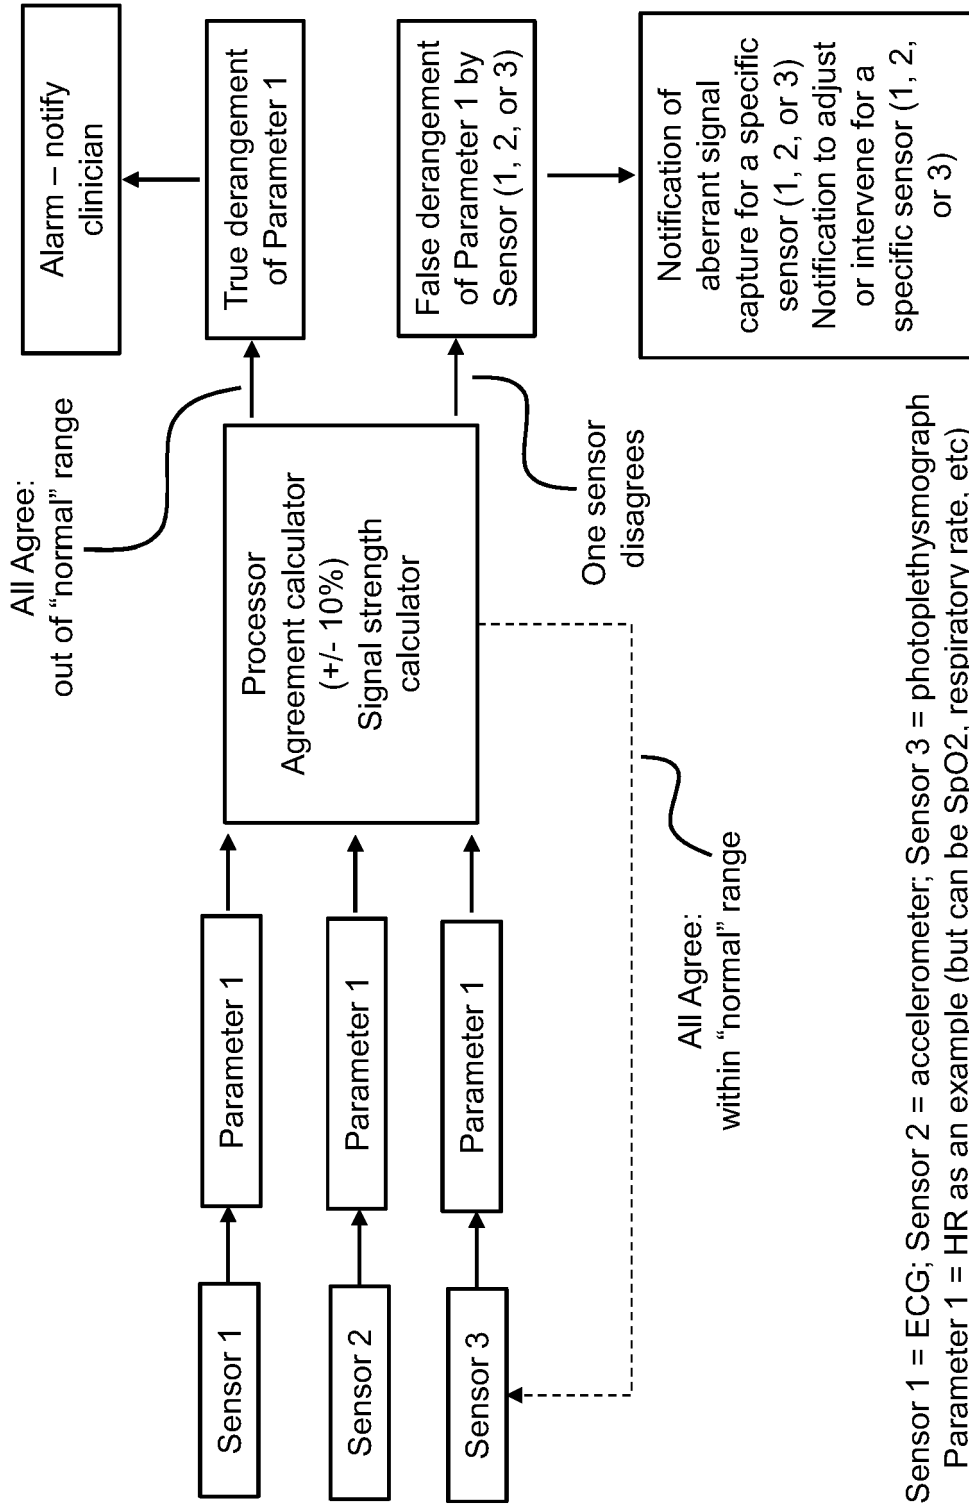 Sensor 1
Sensor 2
Sensor 3
Parameter 1
Parameter 1
Parameter 1
Processor
Agreement calculator
(+/- 10%)
Signal strength
calculator
All Agree:
out of “normal” range
One sensor
disagrees
All Agree:
within “normal” range
True derangement
of Parameter 1
Alarm – notify
clinician
False derangement
of Parameter 1 by
Sensor (1, 2, or 3)
Notification of
aberrant signal
capture for a specific
sensor (1, 2, or 3)
Notification to adjust
or intervene for a
specific sensor (1, 2,
or 3)
Sensor 1 = ECG; Sensor 2 = accelerometer; Sensor 3 = photoplethysmograph
Parameter 1 = HR as an example (but can be SpO2, respiratory rate, etc)